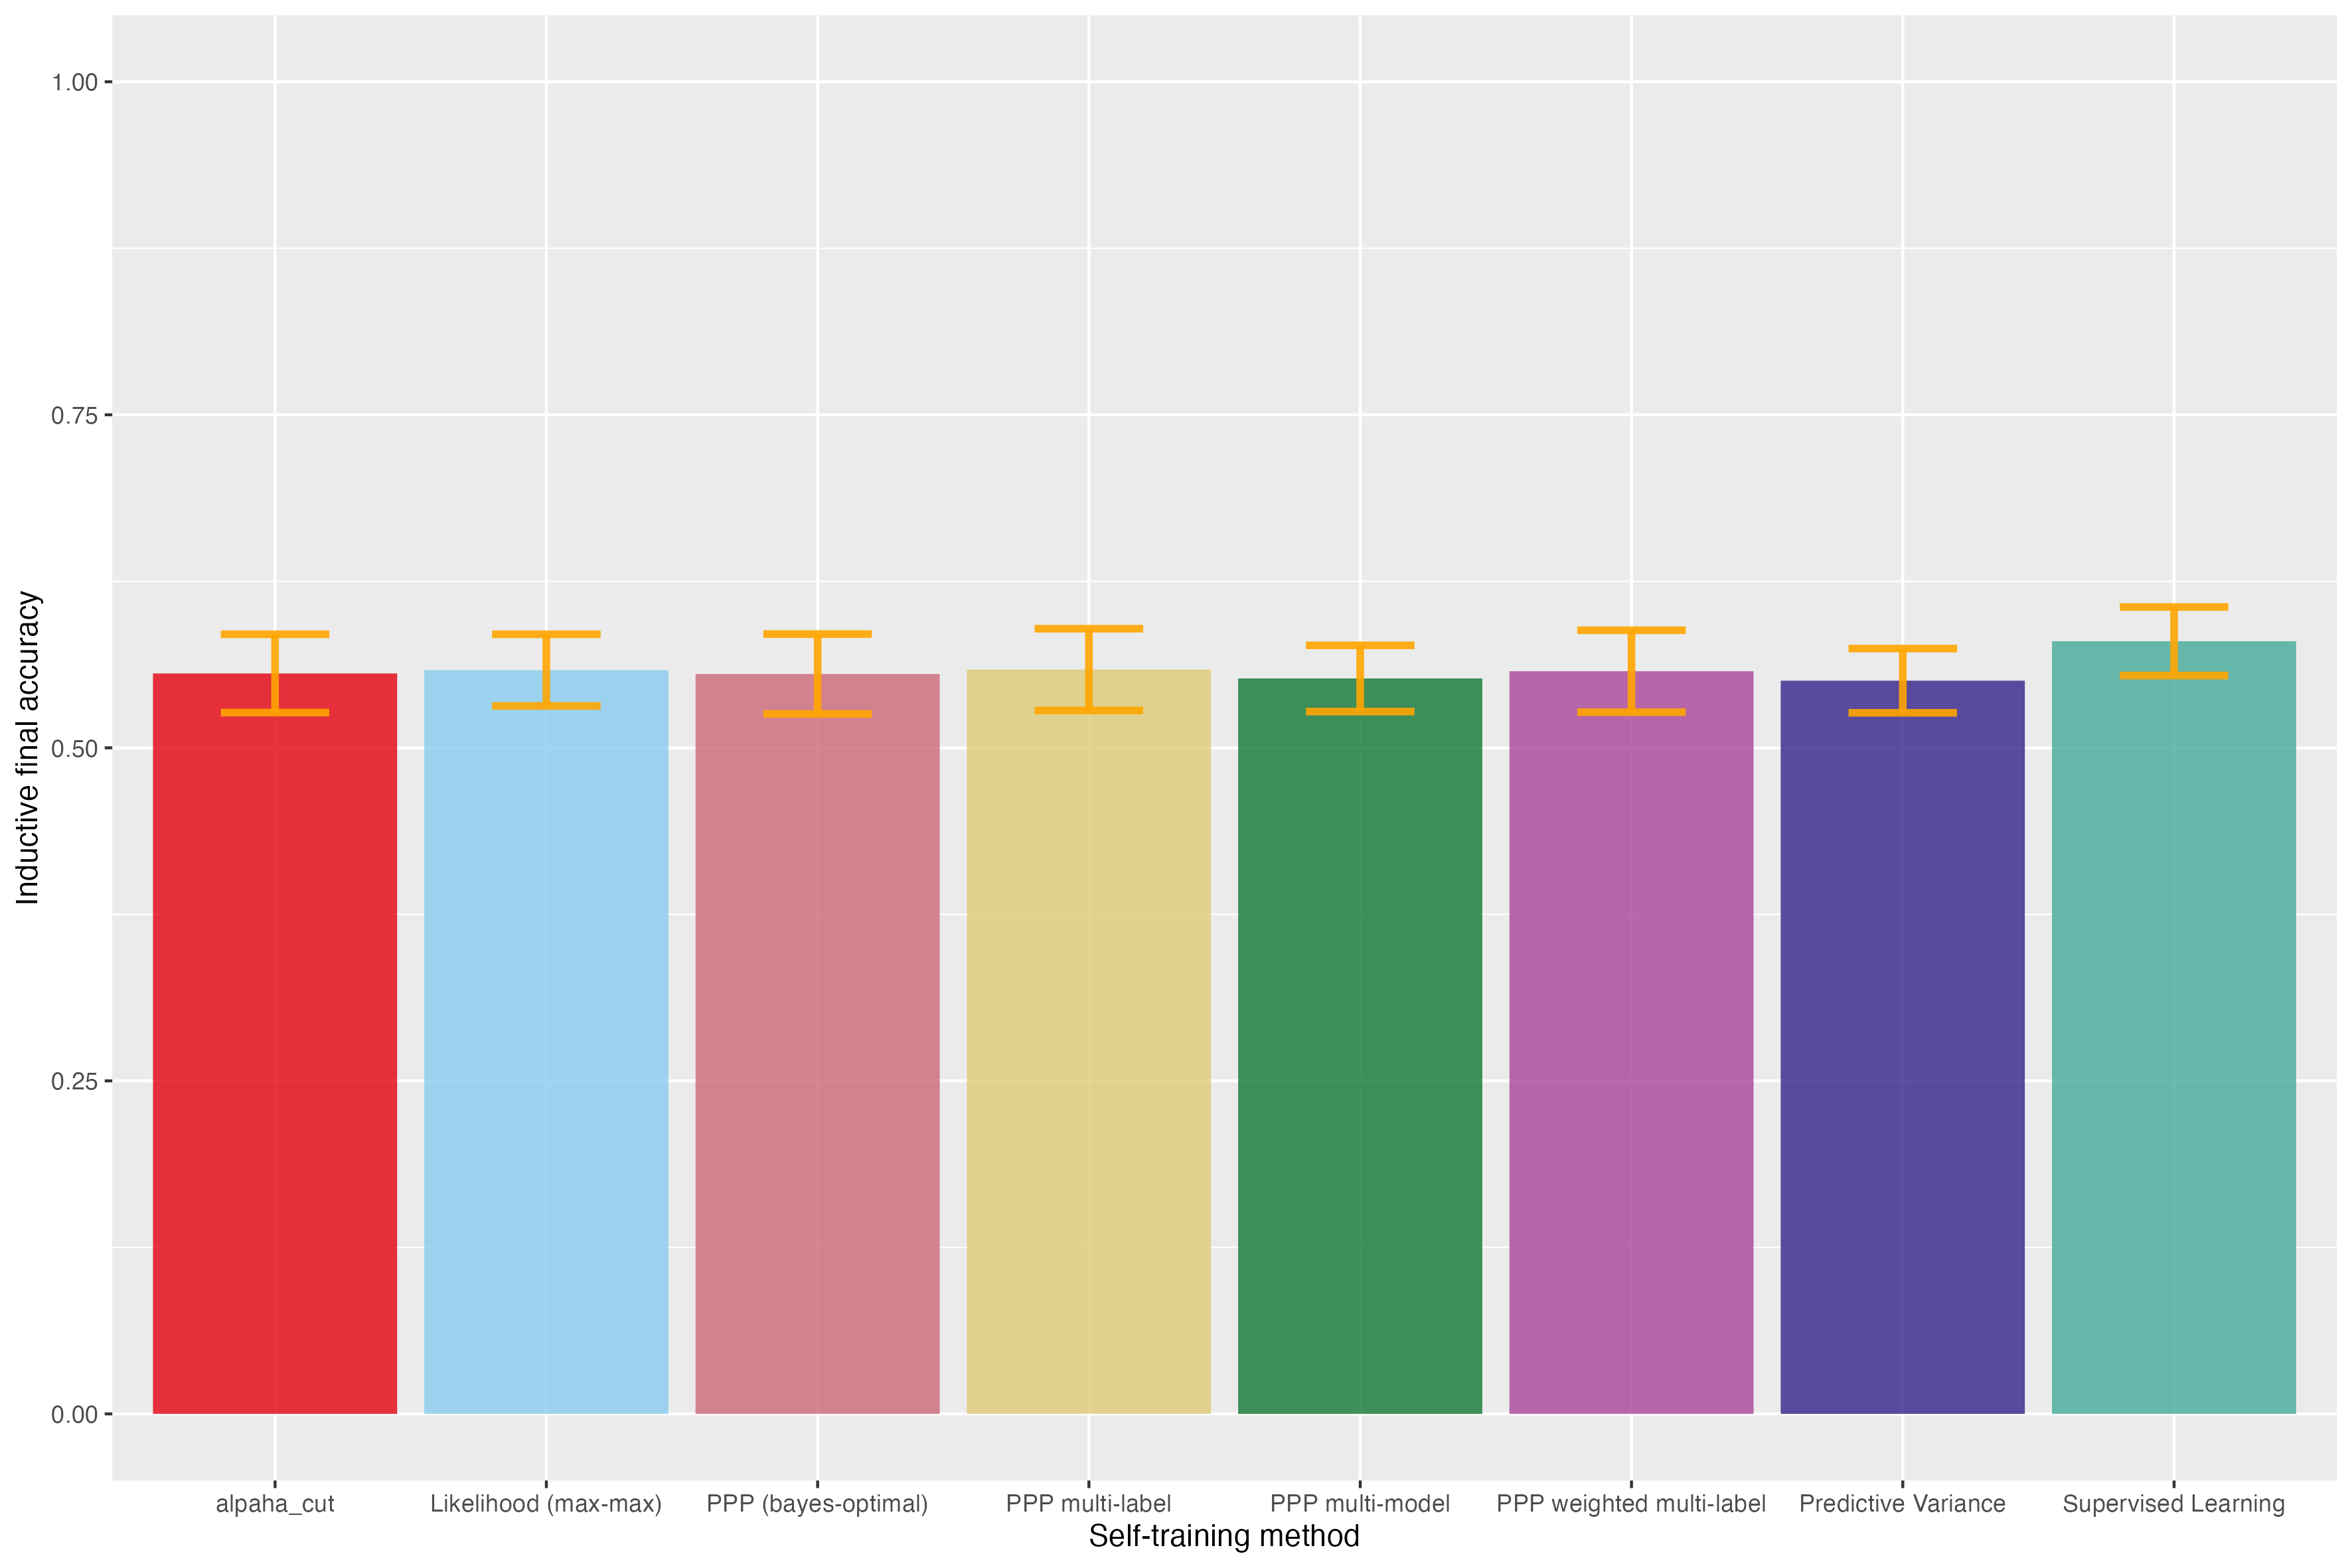 Inductive final accuracy
1.00
0.75
0.50
0.25
0.00
alpaha_cut
Likelihood (max-max)
PPP (bayes-optimal)
PPP multi-label
PPP multi-model
PPP weighted multi-label
Predictive Variance
Supervised Learning
Self-training method